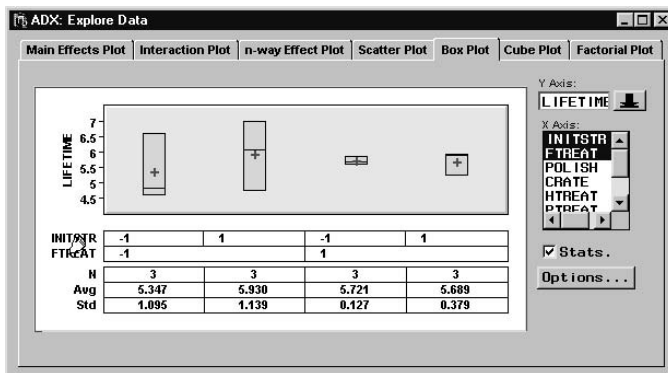 ADX: Explore Data
Main Effects Plot Interaction Plot n-way Effect Plot Scatter Plot Box Plot Cube Plot Factorial Plot
Y Axis:
LIFETIME
X Axis:
INITSTR
FTREAT
POLISH
CRATE
HTREAT
PTREAT
Stats.
Options...
LIFETIME
7
6.5
6
5.5
5
4.5
INITSTR -1 1 -1 1
FTREAT -1 1
N 3 3 3 3
Avg 5.347 5.930 5.721 5.689
Std 1.095 1.139 0.127 0.379